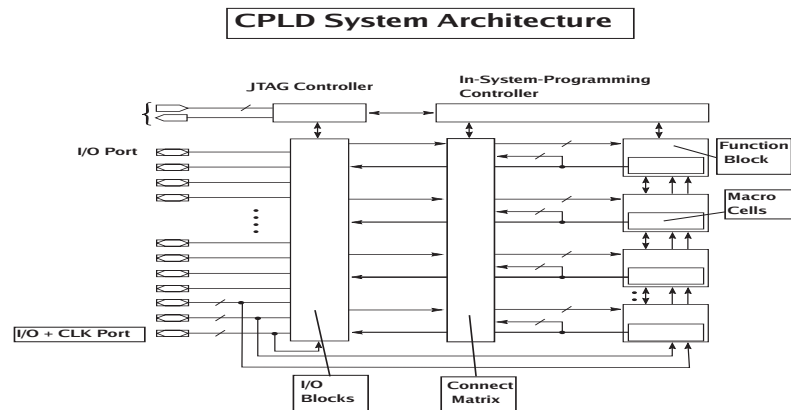 CPLD System Architecture
JTAG Controller
In-System-Programming
Controller
I/O Port
Function
Block
Macro
Cells
I/O + CLK Port
I/O
Blocks
Connect
Matrix